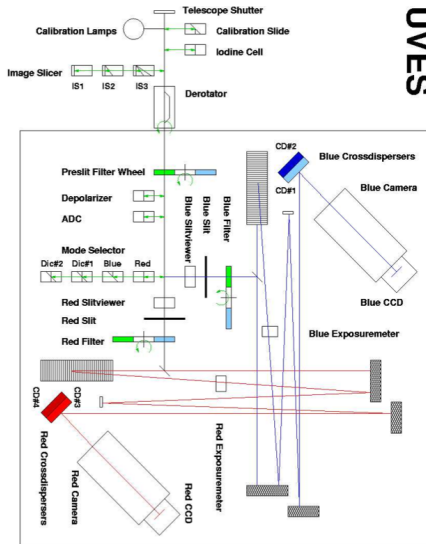 Telescope Shutter
UVES
Calibration Lamps
Calibration Slide
Iodine Cell
Image Slicer
IS1
IS2
IS3
Derotator
CD#2
Blue Crossdispersers
CD#1
Preslit Filter Wheel
Blue Camera
Depolarizer
ADC
Blue Slitviewer
Blue Slit
Blue Filter
Mode Selector
Dic#2
Dic#1
Blue
Red
Blue CCD
Red Slitviewer
Red Slit
Blue Exposuremeter
Red Filter
CD#4
CD#3
Red Exposuremeter
Red Crossdispersers
Red Camera
Red CCD